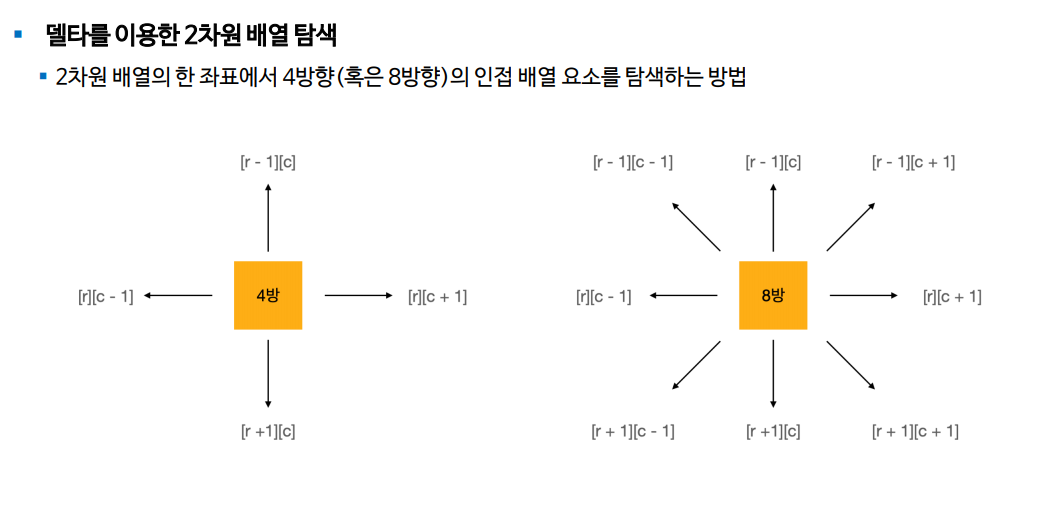 델타를 이용한 2차원 배열 탐색
2차원 배열의 한 좌표에서 4방향(혹은 8방향)의 인접 배열 요소를 탐색하는 방법
[r - 1][c]
[r][c - 1]
4방
[r][c + 1]
[r +1][c]
[r - 1][c - 1]
[r - 1][c]
[r - 1][c + 1]
[r][c - 1]
8방
[r][c + 1]
[r + 1][c - 1]
[r +1][c]
[r + 1][c + 1]